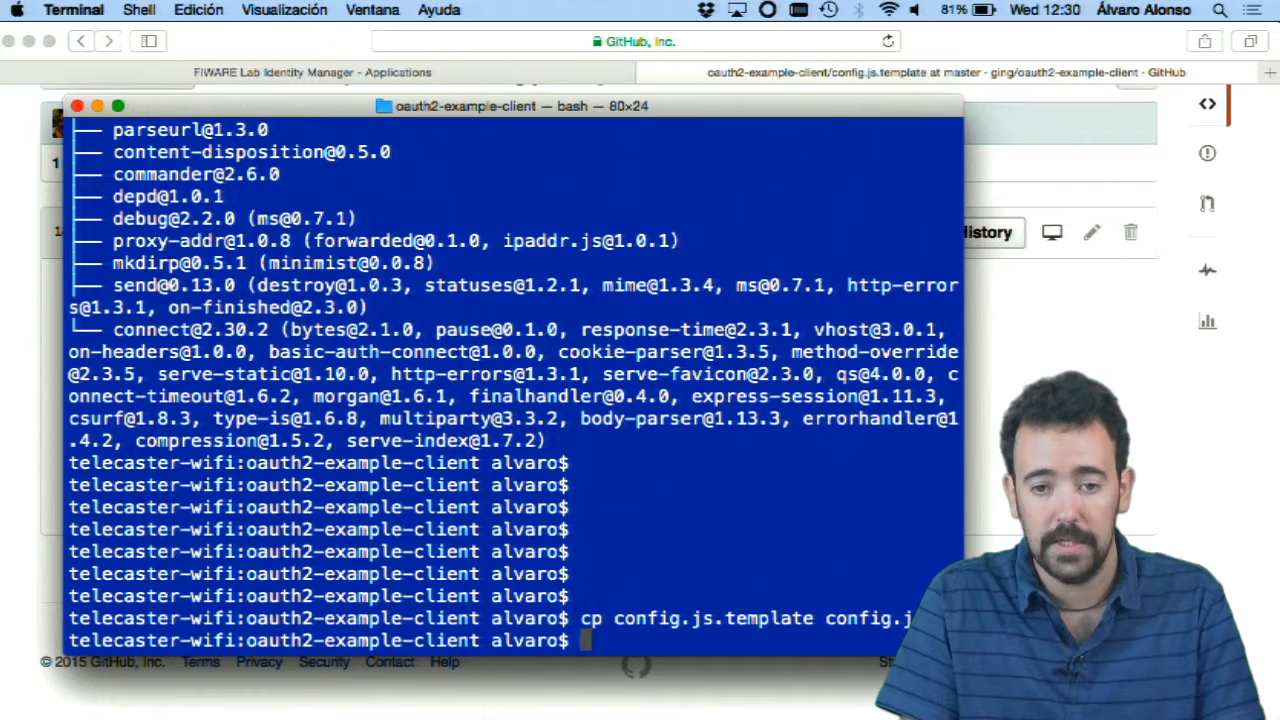 Terminal Shell Edición Visualización Ventana Ayuda 81% Wed 12:30 Álvaro Alonso
GitHub, Inc.
FIWARE Lab Identity Manager - Applications oauth2-example-client/config.js.template at master - ging/oauth2-example-client - GitHub
oauth2-example-client — bash — 80×24
├── parseurl@1.3.0
├── content-disposition@0.5.0
├── commander@2.6.0
├── depd@1.0.1
├── debug@2.2.0 (ms@0.7.1)
├── proxy-addr@1.0.8 (forwarded@0.1.0, ipaddr.js@1.0.1)
├── mkdirp@0.5.1 (minimist@0.0.8)
├── send@0.13.0 (destroy@1.0.3, statuses@1.2.1, mime@1.3.4, ms@0.7.1, http-error
s@1.3.1, on-finished@2.3.0)
└── connect@2.30.2 (bytes@2.1.0, pause@0.1.0, response-time@2.3.1, vhost@3.0.1,
on-headers@1.0.0, basic-auth-connect@1.0.0, cookie-parser@1.3.5, method-override
@2.3.5, serve-static@1.10.0, http-errors@1.3.1, serve-favicon@2.3.0, qs@4.0.0, c
onnect-timeout@1.6.2, morgan@1.6.1, finalhandler@0.4.0, express-session@1.11.3,
csurf@1.8.3, type-is@1.6.8, multiparty@3.3.2, body-parser@1.13.3, errorhandler@1
.4.2, compression@1.5.2, serve-index@1.7.2)
telecaster-wifi:oauth2-example-client alvaro$
telecaster-wifi:oauth2-example-client alvaro$
telecaster-wifi:oauth2-example-client alvaro$
telecaster-wifi:oauth2-example-client alvaro$
telecaster-wifi:oauth2-example-client alvaro$
telecaster-wifi:oauth2-example-client alvaro$
telecaster-wifi:oauth2-example-client alvaro$
telecaster-wifi:oauth2-example-client alvaro$ cp config.js.template config.j
telecaster-wifi:oauth2-example-client alvaro$
1
listory
© 2015 GitHub, Inc. Terms Privacy Security Contact Help